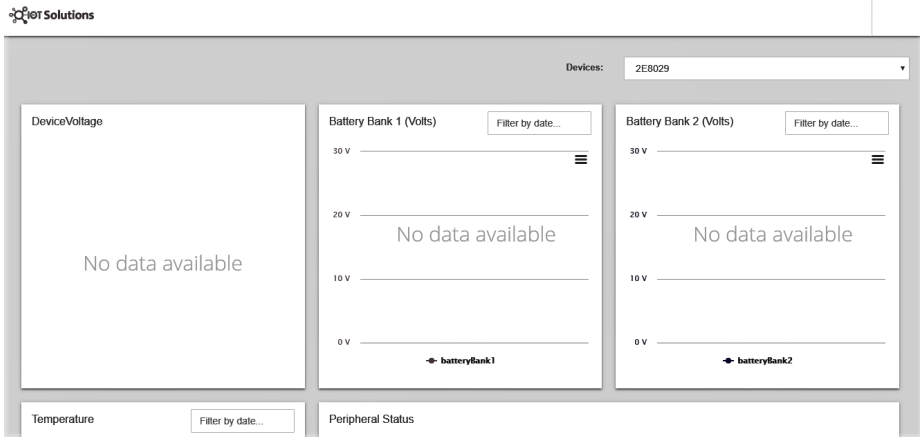 IOT Solutions
Devices:
2E8029
DeviceVoltage
No data available
Battery Bank 1 (Volts)
Filter by date...
30 V
20 V
No data available
10 V
0 V
batteryBank1
Battery Bank 2 (Volts)
Filter by date...
30 V
20 V
No data available
10 V
0 V
batteryBank2
Temperature
Filter by date...
Peripheral Status